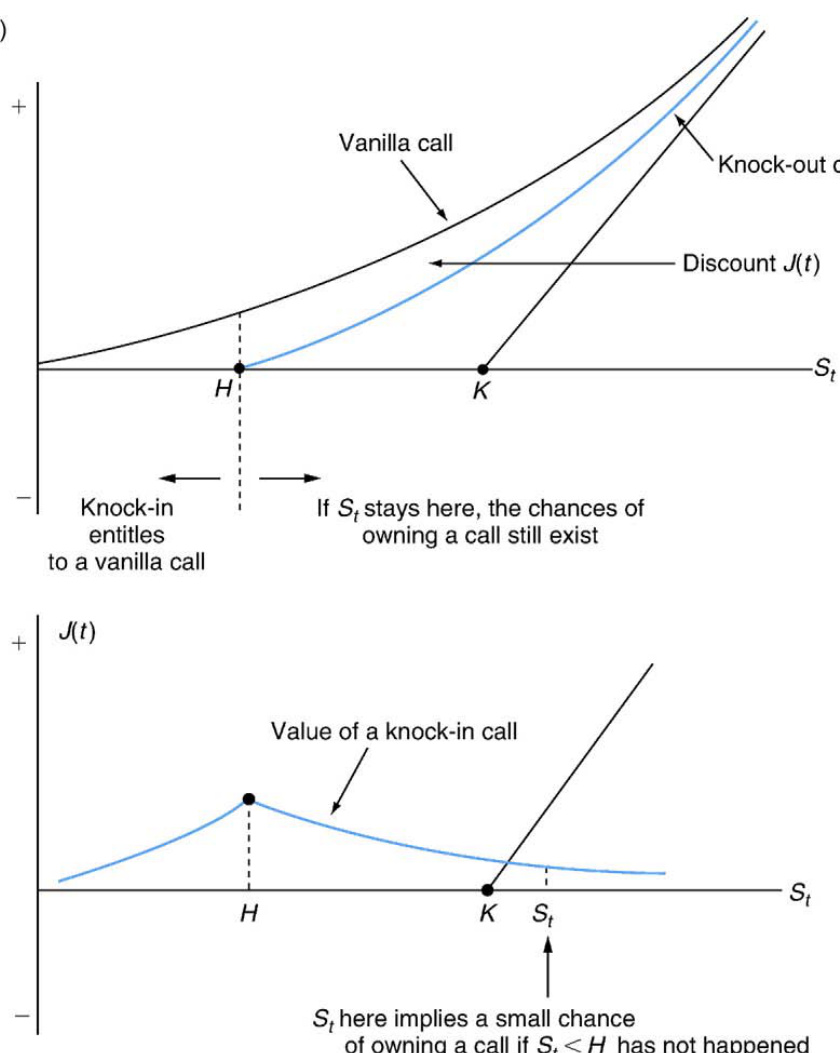 )
+
Vanilla call
Knock-out
Discount J(t)
H
K
S_t
−
Knock-in
entitles
to a vanilla call
If S_t stays here, the chances of
owning a call still exist
+
J(t)
Value of a knock-in call
H
K
S_t
S_t
−
S_t here implies a small chance
of owning a call if S_t < H has not happened